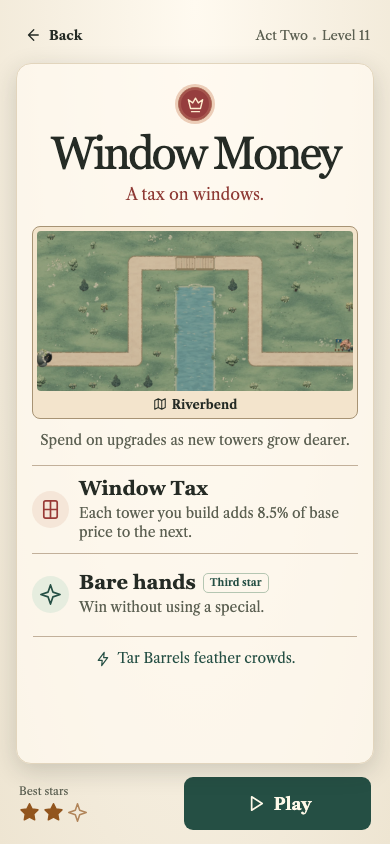 Back
Act Two . Level 11
Window Money
A tax on windows.
Riverbend
Spend on upgrades as new towers grow dearer.
Window Tax
Each tower you build adds 8.5% of base
price to the next.
Bare hands Third star
Win without using a special.
Tar Barrels feather crowds.
Best stars
Play